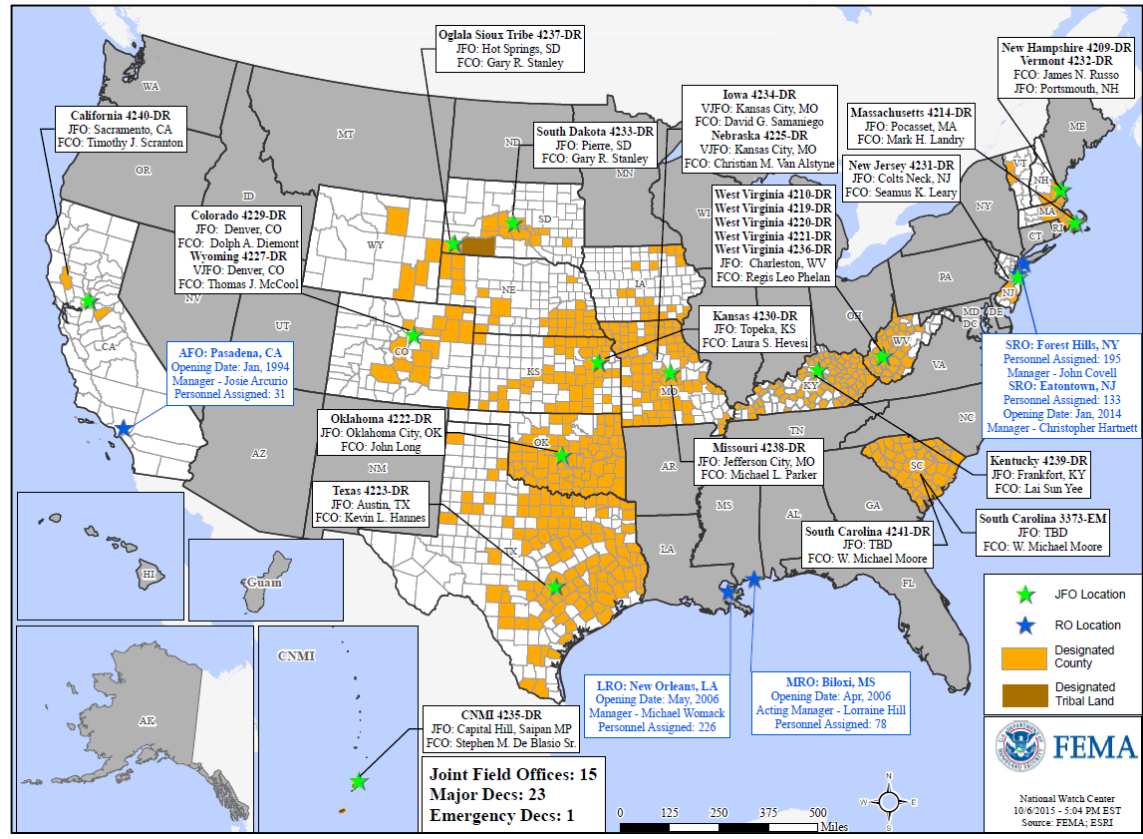 Oglala Sioux Tribe 4237-DR
JFO: Hot Springs, SD
FCO: Gary R. Stanley
New Hampshire 4209-DR
Vermont 4232-DR
FCO: James N. Russo
JFO: Portsmouth, NH
California 4240-DR
JFO: Sacramento, CA
FCO: Timothy J. Scranton
South Dakota 4233-DR
JFO: Pierre, SD
FCO: Gary R. Stanley
Iowa 4234-DR
VJFO: Kansas City, MO
FCO: David G. Samaniego
Nebraska 4225-DR
VJFO: Kansas City, MO
FCO: Christian M. Van Alstyne
Massachusetts 4214-DR
JFO: Pocasset, MA
FCO: Mark H. Landry
New Jersey 4231-DR
JFO: Colts Neck, NJ
FCO: Seamus K. Leary
West Virginia 4210-DR
West Virginia 4219-DR
West Virginia 4220-DR
West Virginia 4221-DR
West Virginia 4236-DR
JFO: Charleston, WV
FCO: Regis Leo Phelan
Colorado 4229-DR
JFO: Denver, CO
FCO: Dolph A. Diemont
Wyoming 4227-DR
VJFO: Denver, CO
FCO: Thomas J. McCool
Kansas 4230-DR
JFO: Topeka, KS
FCO: Laura S. Hevesi
AFO: Pasadena, CA
Opening Date: Jan, 1994
Manager - Josie Arcurio
Personnel Assigned: 31
SRO: Forest Hills, NY
Personnel Assigned: 195
Manager - John Covell
SRO: Eatontown, NJ
Personnel Assigned: 133
Opening Date: Jan, 2014
Manager - Christopher Hartnett
Oklahoma 4222-DR
JFO: Oklahoma City, OK
FCO: John Long
Missouri 4238-DR
JFO: Jefferson City, MO
FCO: Michael L. Parker
Kentucky 4239-DR
JFO: Frankfort, KY
FCO: Lai Sun Yee
Texas 4223-DR
JFO: Austin, TX
FCO: Kevin L. Hannes
South Carolina 4241-DR
JFO: TBD
FCO: W. Michael Moore
South Carolina 3373-EM
JFO: TBD
FCO: W. Michael Moore
WA
OR
ID
MT
ND
MN
WI
NY
ME
VT
NH
MA
RI
CT
PA
NJ
MD
DE
DC
OH
WV
VA
KY
NC
TN
SC
GA
AL
MS
FL
LA
AR
MO
IA
SD
NE
KS
OK
TX
NM
CO
WY
UT
NV
AZ
CA
HI
Guam
AK
CNMI
CNMI 4235-DR
JFO: Capital Hill, Saipan MP
FCO: Stephen M. De Blasio Sr.
LRO: New Orleans, LA
Opening Date: May, 2006
Manager - Michael Womack
Personnel Assigned: 226
MRO: Biloxi, MS
Opening Date: Apr, 2006
Acting Manager - Lorraine Hill
Personnel Assigned: 78
Joint Field Offices: 15
Major Decs: 23
Emergency Decs: 1
0 125 250 375 500
Miles
N
W
E
S
JFO Location
RO Location
Designated
County
Designated
Tribal Land
FEMA
National Watch Center
10/6/2015 - 5:04 PM EST
Source: FEMA; ESRI